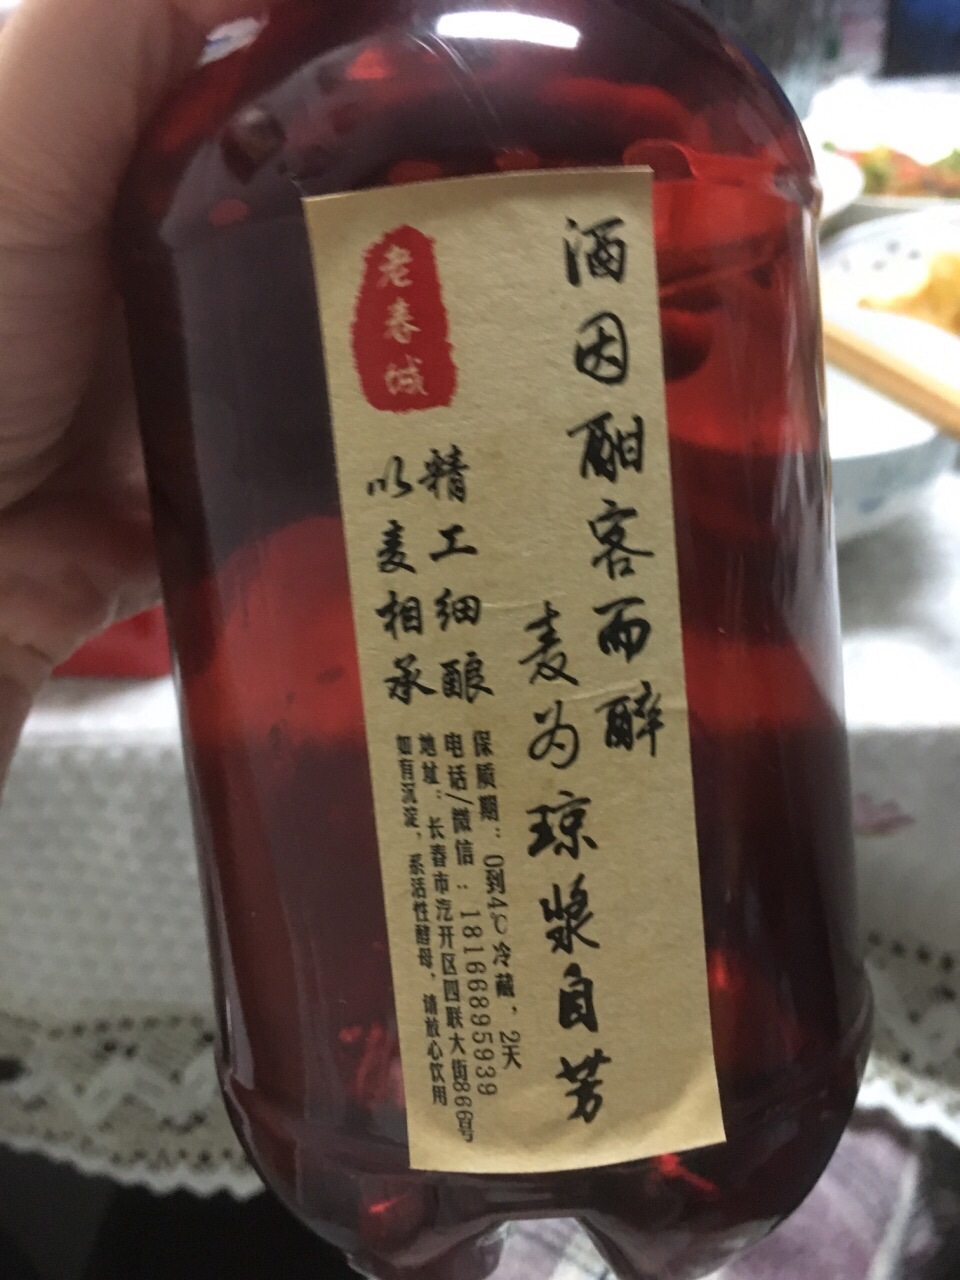 酒因酣客而醉
麦为琼浆自芳
老春城
精工细酿
以麦相承
保质期：0到4℃冷藏，2天
电话/微信：18166895939
地址：长春市汽开区四联大街866号
如有沉淀，系活性酵母，请放心饮用